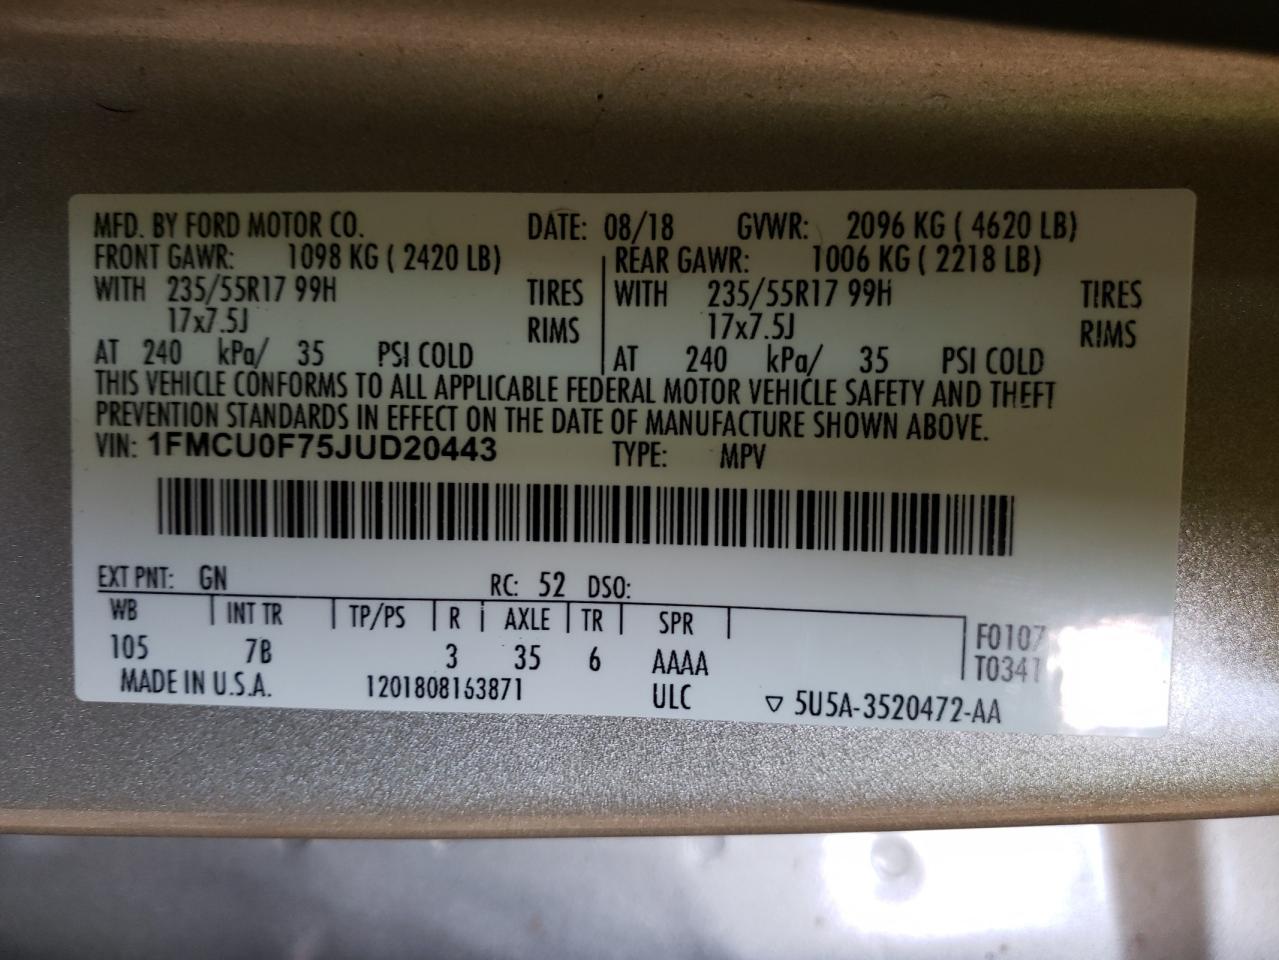 MFD. BY FORD MOTOR CO. DATE: 08/18 GVWR: 2096 KG ( 4620 LB)
FRONT GAWR: 1098 KG ( 2420 LB) REAR GAWR: 1006 KG ( 2218 LB)
WITH 235/55R17 99H TIRES WITH 235/55R17 99H TIRES
17x7.5J RIMS 17x7.5J RIMS
AT 240 kPa/ 35 PSI COLD AT 240 kPa/ 35 PSI COLD
THIS VEHICLE CONFORMS TO ALL APPLICABLE FEDERAL MOTOR VEHICLE SAFETY AND THEFT
PREVENTION STANDARDS IN EFFECT ON THE DATE OF MANUFACTURE SHOWN ABOVE.
VIN: 1FMCU0F75JUD20443 TYPE: MPV
EXT PNT: GN RC: 52 DSO:
WB INT TR TP/PS R AXLE TR SPR F0107
105 7B 3 35 6 AAAA T0341
MADE IN U.S.A. 1201808163871 ULC ▽ 5U5A-3520472-AA